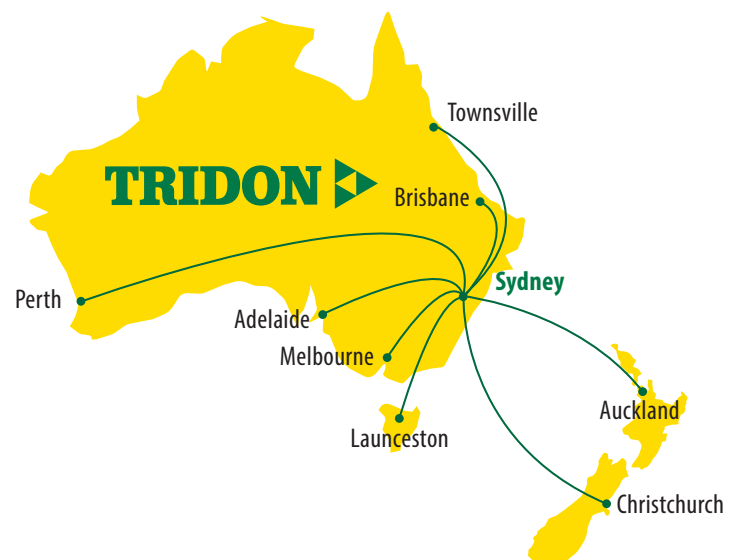 Townsville
TRIDON
Brisbane
Sydney
Perth
Adelaide
Melbourne
Auckland
Launceston
Christchurch